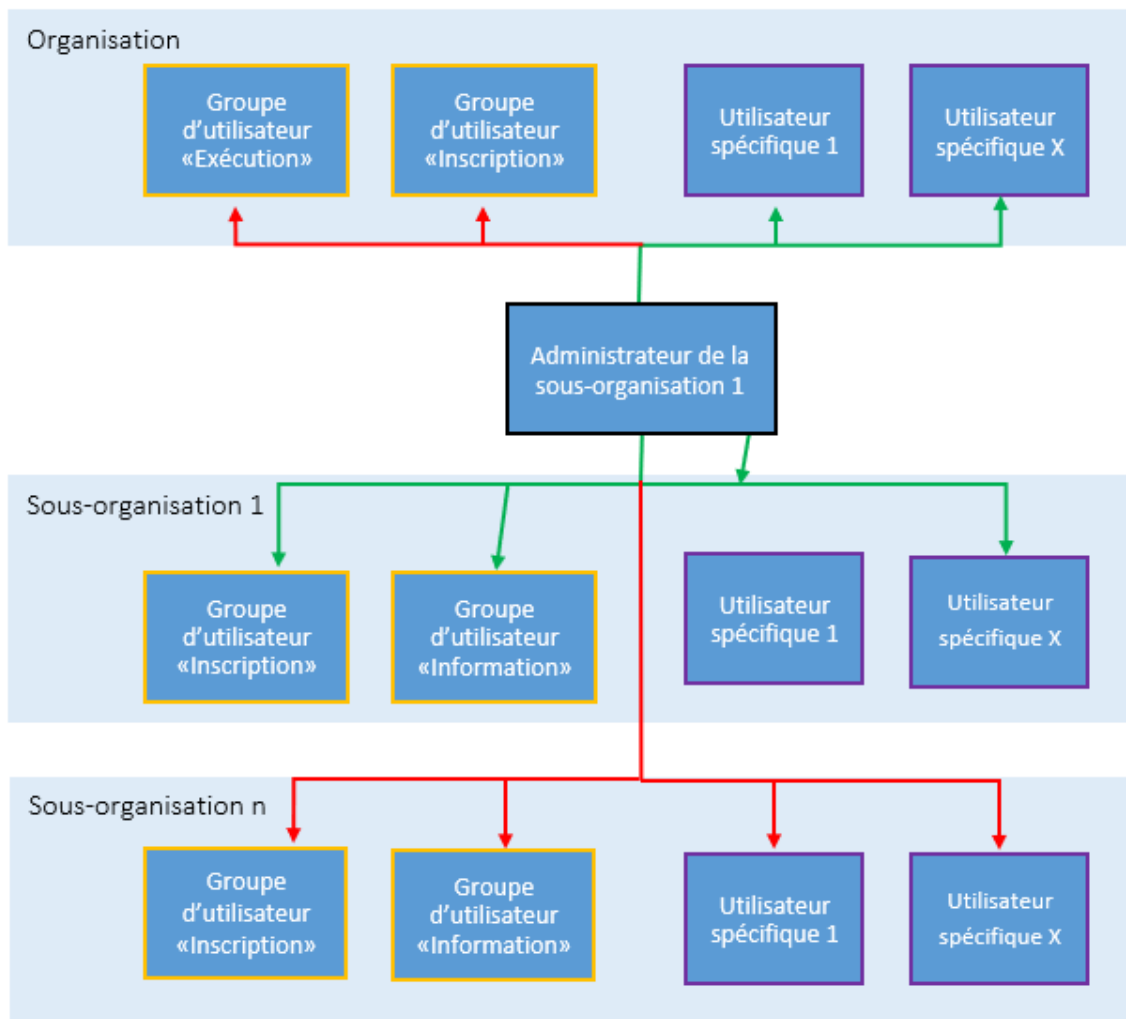 Organisation
Groupe
d’utilisateur
«Exécution»
Groupe
d’utilisateur
«Inscription»
Utilisateur
spécifique 1
Utilisateur
spécifique X
Administrateur de la
sous-organisation 1
Sous-organisation 1
Groupe
d’utilisateur
«Inscription»
Groupe
d’utilisateur
«Information»
Utilisateur
spécifique 1
Utilisateur
spécifique X
Sous-organisation n
Groupe
d’utilisateur
«Inscription»
Groupe
d’utilisateur
«Information»
Utilisateur
spécifique 1
Utilisateur
spécifique X